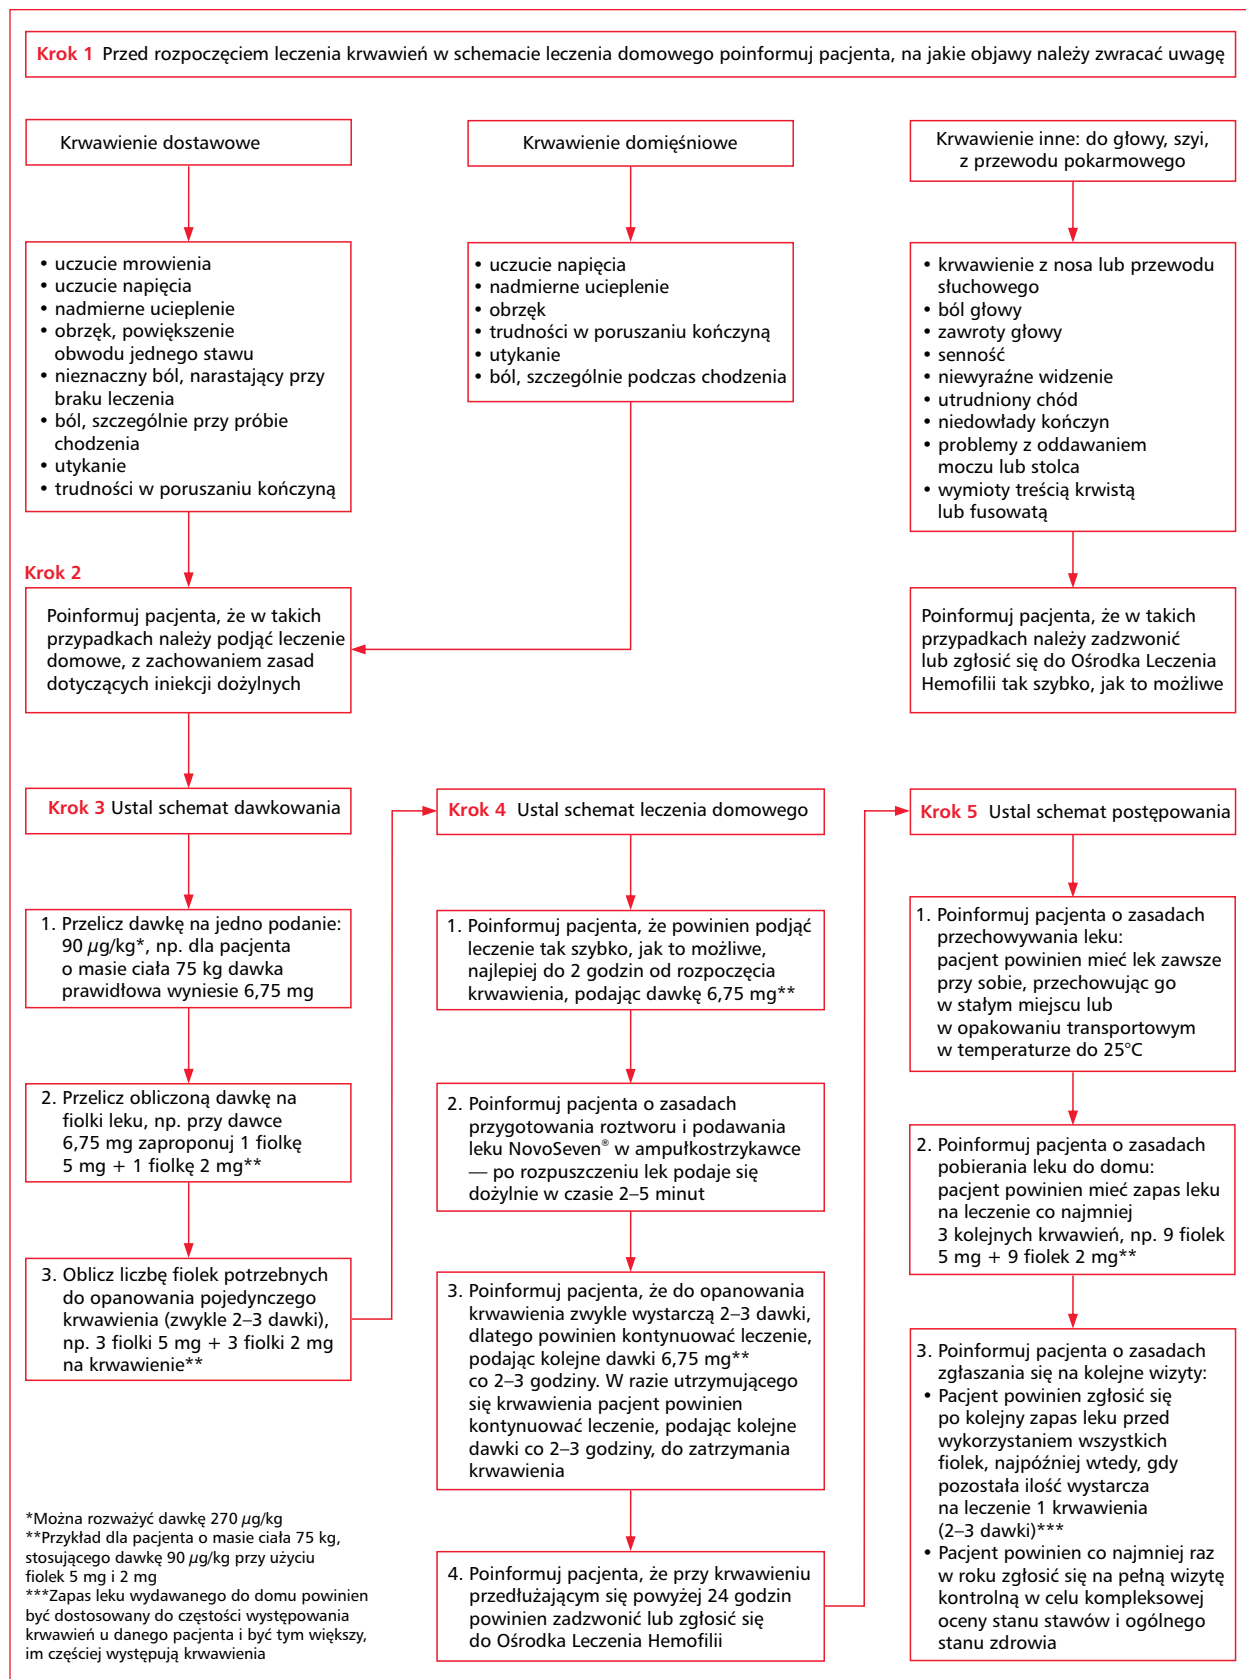 Krok 1 Przed rozpoczęciem leczenia krwawień w schemacie leczenia domowego poinformuj pacjenta, na jakie objawy należy zwracać uwagę
Krwawienie dostawowe
• uczucie mrowienia
• uczucie napięcia
• nadmierne ucieplenie
• obrzęk, powiększenie
obwodu jednego stawu
• nieznaczny ból, narastający przy
braku leczenia
• ból, szczególnie przy próbie
chodzenia
• utykanie
• trudności w poruszaniu kończyną
Krwawienie domięśniowe
• uczucie napięcia
• nadmierne ucieplenie
• obrzęk
• trudności w poruszaniu kończyną
• utykanie
• ból, szczególnie podczas chodzenia
Krwawienie inne: do głowy, szyi,
z przewodu pokarmowego
• krwawienie z nosa lub przewodu
słuchowego
• ból głowy
• zawroty głowy
• senność
• niewyraźne widzenie
• utrudniony chód
• niedowłady kończyn
• problemy z oddawaniem
moczu lub stolca
• wymioty treścią krwistą
lub fusowatą
Krok 2
Poinformuj pacjenta, że w takich
przypadkach należy podjąć leczenie
domowe, z zachowaniem zasad
dotyczących iniekcji dożylnych
Poinformuj pacjenta, że w takich
przypadkach należy zadzwonić
lub zgłosić się do Ośrodka Leczenia
Hemofilii tak szybko, jak to możliwe
Krok 3 Ustal schemat dawkowania
1. Przelicz dawkę na jedno podanie:
90 µg/kg*, np. dla pacjenta
o masie ciała 75 kg dawka
prawidłowa wyniesie 6,75 mg
2. Przelicz obliczoną dawkę na
fiolki leku, np. przy dawce
6,75 mg zaproponuj 1 fiolkę
5 mg + 1 fiolkę 2 mg**
3. Oblicz liczbę fiolek potrzebnych
do opanowania pojedynczego
krwawienia (zwykle 2–3 dawki),
np. 3 fiolki 5 mg + 3 fiolki 2 mg
na krwawienie**
Krok 4 Ustal schemat leczenia domowego
1. Poinformuj pacjenta, że powinien podjąć
leczenie tak szybko, jak to możliwe,
najlepiej do 2 godzin od rozpoczęcia
krwawienia, podając dawkę 6,75 mg**
2. Poinformuj pacjenta o zasadach
przygotowania roztworu i podawania
leku NovoSeven® w ampułkostrzykawce
— po rozpuszczeniu lek podaje się
dożylnie w czasie 2–5 minut
3. Poinformuj pacjenta, że do opanowania
krwawienia zwykle wystarczą 2–3 dawki,
dlatego powinien kontynuować leczenie,
podając kolejne dawki 6,75 mg**
co 2–3 godziny. W razie utrzymującego
się krwawienia pacjent powinien
kontynuować leczenie, podając kolejne
dawki co 2–3 godziny, do zatrzymania
krwawienia
4. Poinformuj pacjenta, że przy krwawieniu
przedłużającym się powyżej 24 godzin
powinien zadzwonić lub zgłosić się
do Ośrodka Leczenia Hemofilii
Krok 5 Ustal schemat postępowania
1. Poinformuj pacjenta o zasadach
przechowywania leku:
pacjent powinien mieć lek zawsze
przy sobie, przechowując go
w stałym miejscu lub
w opakowaniu transportowym
w temperaturze do 25°C
2. Poinformuj pacjenta o zasadach
pobierania leku do domu:
pacjent powinien mieć zapas leku
na leczenie co najmniej
3 kolejnych krwawień, np. 9 fiolek
5 mg + 9 fiolek 2 mg**
3. Poinformuj pacjenta o zasadach
zgłaszania się na kolejne wizyty:
• Pacjent powinien zgłosić się
po kolejny zapas leku przed
wykorzystaniem wszystkich
fiolek, najpóźniej wtedy, gdy
pozostała ilość wystarcza
na leczenie 1 krwawienia
(2–3 dawki)***
• Pacjent powinien co najmniej raz
w roku zgłosić się na pełną wizytę
kontrolną w celu kompleksowej
oceny stanu stawów i ogólnego
stanu zdrowia
*Można rozważyć dawkę 270 µg/kg
**Przykład dla pacjenta o masie ciała 75 kg,
stosującego dawkę 90 µg/kg przy użyciu
fiolek 5 mg i 2 mg
***Zapas leku wydawanego do domu powinien
być dostosowany do częstości występowania
krwawień u danego pacjenta i być tym większy,
im częściej występują krwawienia